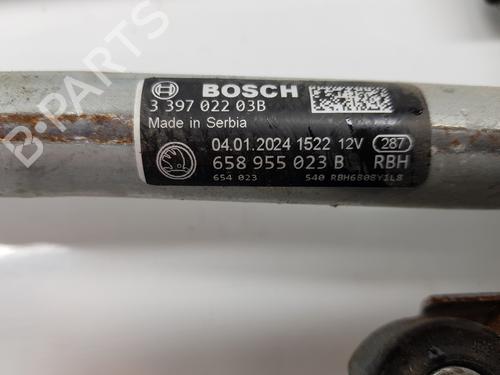 BOSCH
3 397 022 03B
Made in Serbia
04.01.2024 1522 12V 287
658 955 023 B RBH
654 023 540 RBH6808Y1L8
B-PARTS